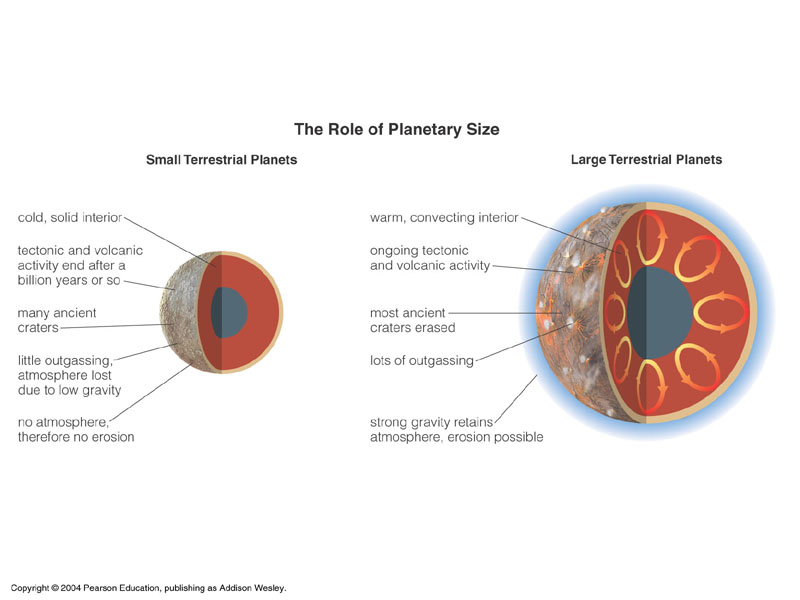 The Role of Planetary Size
Small Terrestrial Planets
cold, solid interior
tectonic and volcanic
activity end after a
billion years or so
many ancient
craters
little outgassing,
atmosphere lost
due to low gravity
no atmosphere,
therefore no erosion
Large Terrestrial Planets
warm, convecting interior
ongoing tectonic
and volcanic activity
most ancient
craters erased
lots of outgassing
strong gravity retains
atmosphere, erosion possible
Copyright © 2004 Pearson Education, publishing as Addison Wesley.